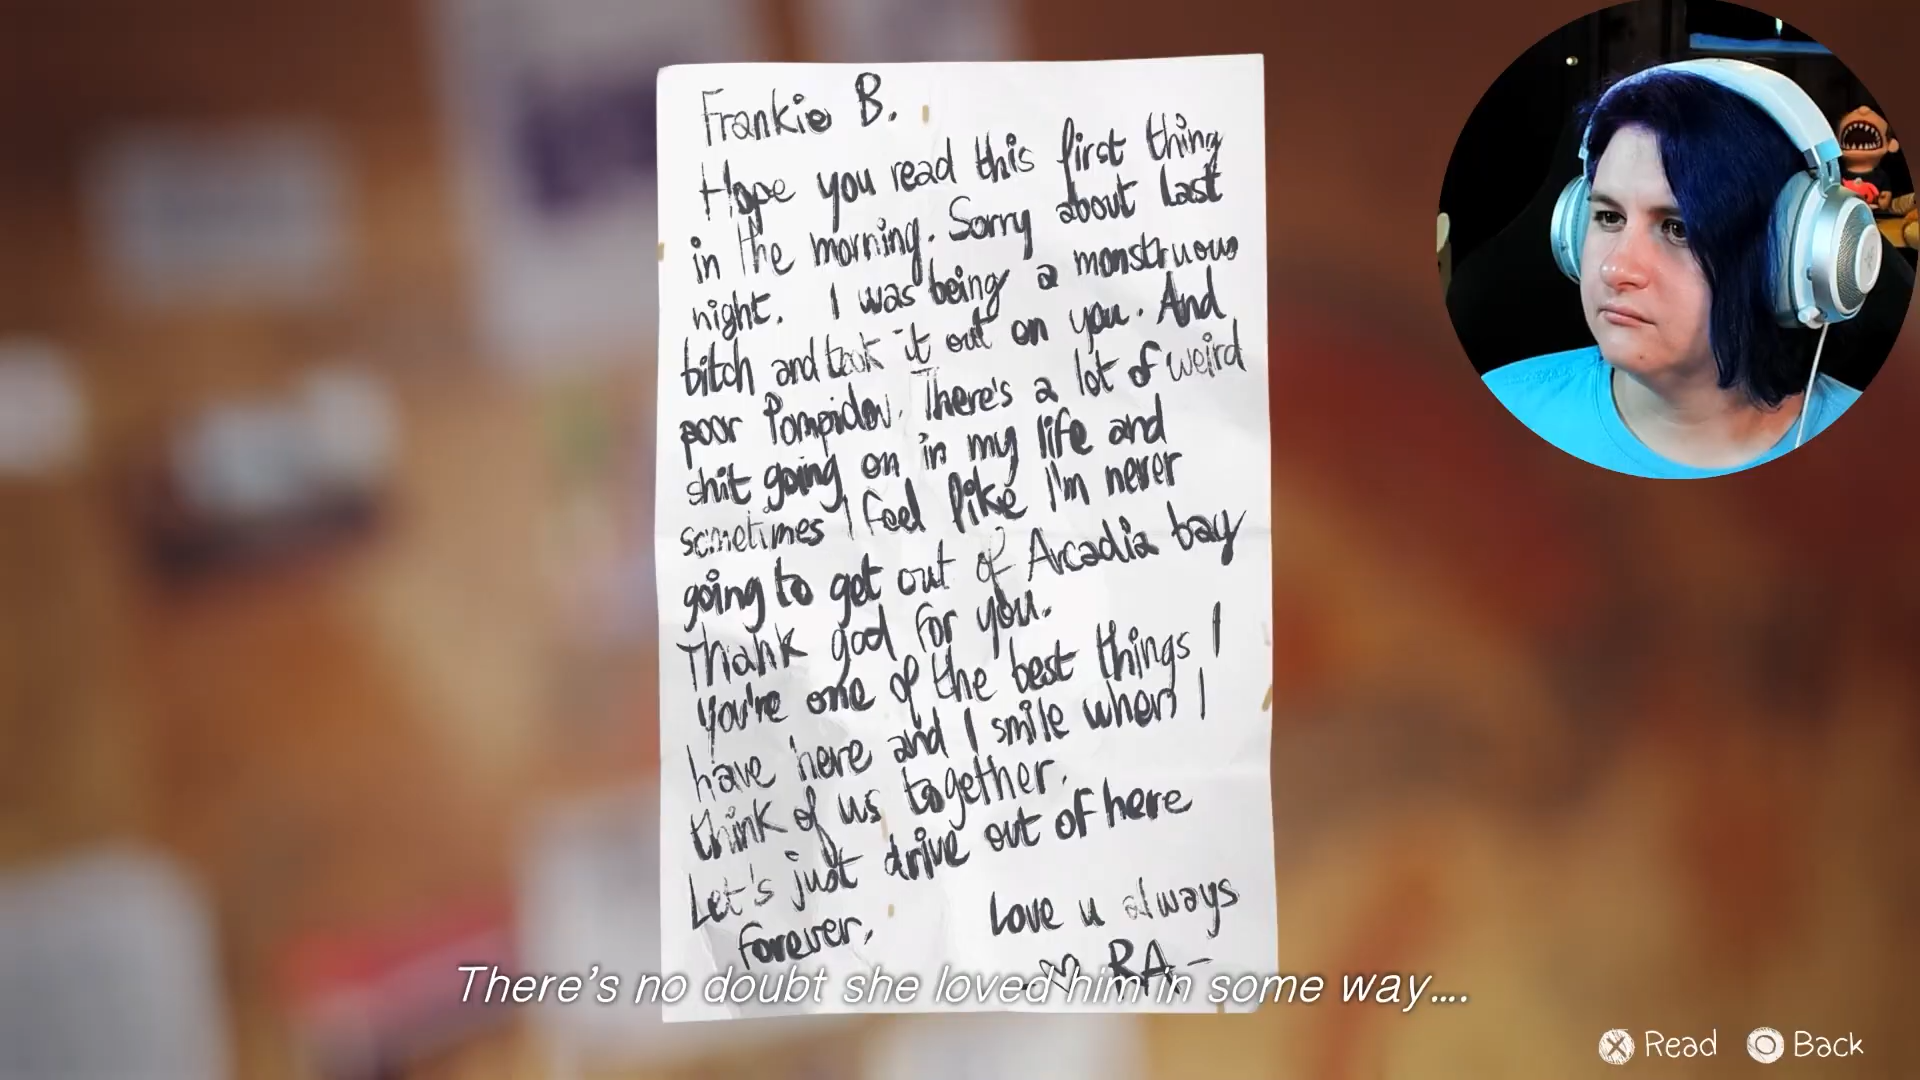 Frankie B.
Hope you read this first thing
in the morning. Sorry about last
night. I was being a monstruous
bitch and took it out on you. And
poor Pompidou. There's a lot of weird
shit going on in my life and
sometimes I feel like I'm never
going to get out of Arcadia bay
Thank god for you.
You're one of the best things I
have here and I smile when I
think of us together.
Let's just drive out of here
forever.
Love u always
RA-
There's no doubt she loved him in some way....
Read
Back